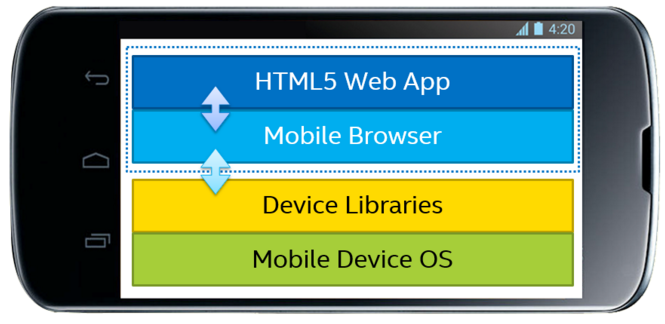 4:20
HTML5 Web App
Mobile Browser
Device Libraries
Mobile Device OS